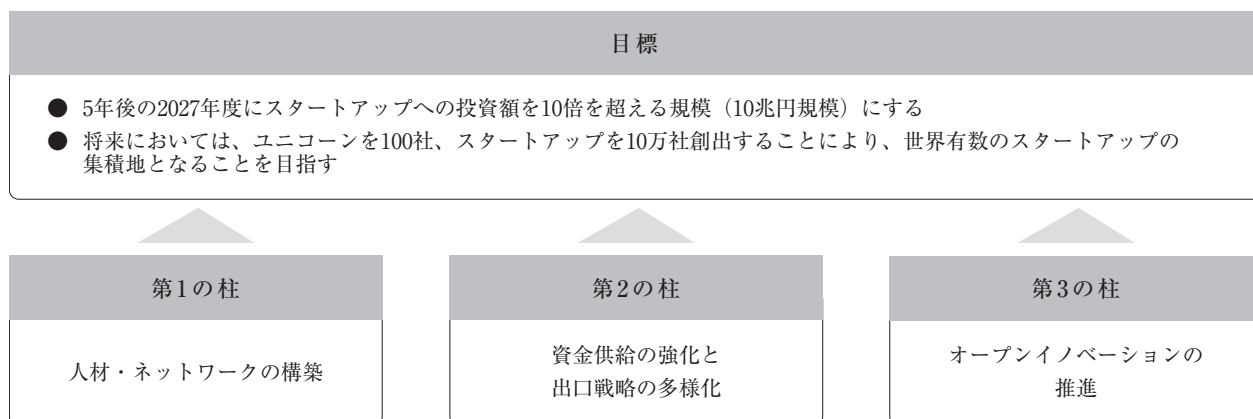 目標
● 5年後の2027年度にスタートアップへの投資額を10倍を超える規模（10兆円規模）にする
● 将来においては、ユニコーンを100社、スタートアップを10万社創出することにより、世界有数のスタートアップの
集積地となることを目指す
第1の柱
人材・ネットワークの構築
第2の柱
資金供給の強化と
出口戦略の多様化
第3の柱
オープンイノベーションの
推進